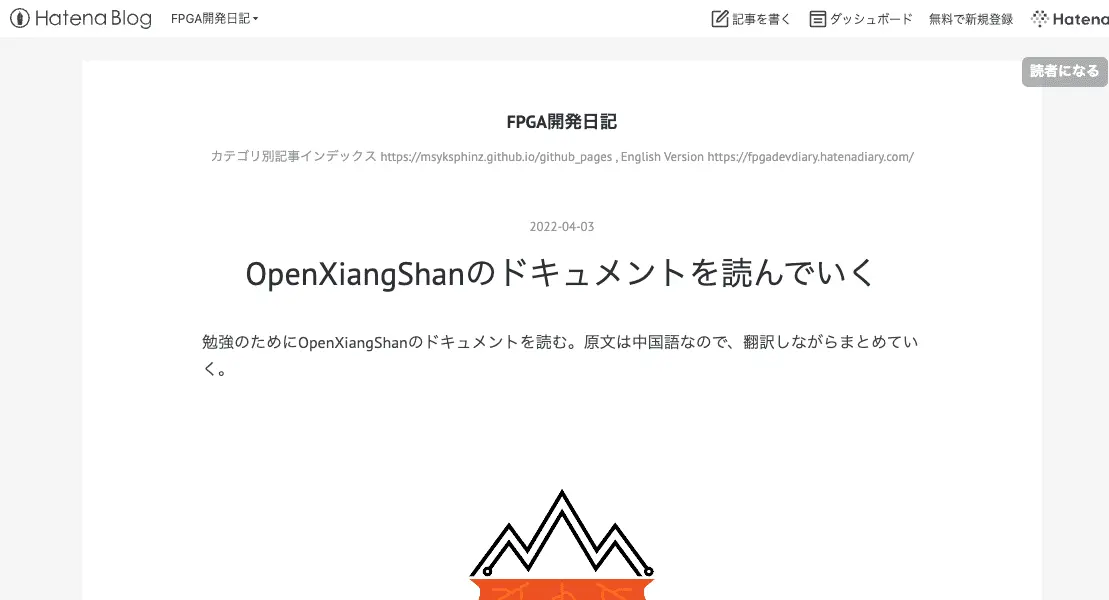 Hatena Blog FPGA開発日記 記事を書く ダッシュボード 無料で新規登録 Hatena
読者になる
FPGA開発日記
カテゴリ別記事インデックス https://msyksphinz.github.io/github_pages , English Version https://fpgadevdiary.hatenadiary.com/
2022-04-03
OpenXiangShanのドキュメントを読んでいく
勉強のためにOpenXiangShanのドキュメントを読む。原文は中国語なので、翻訳しながらまとめてい
く。